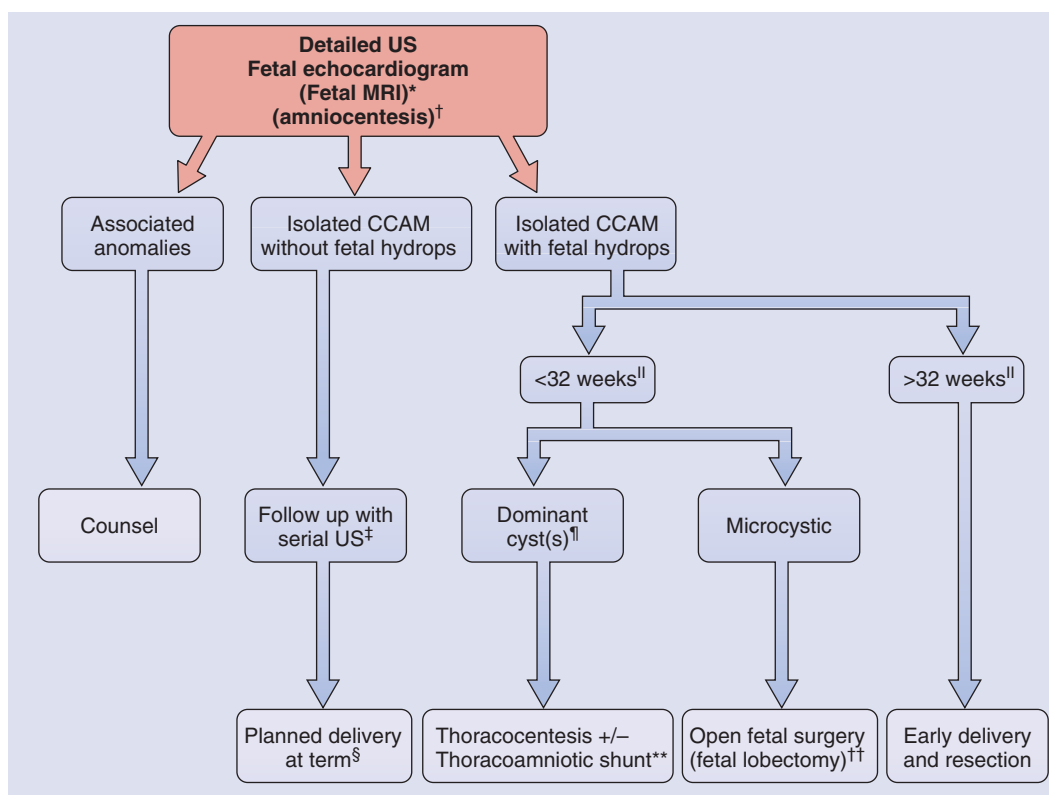 Detailed US
Fetal echocardiogram
(Fetal MRI)*
(amniocentesis)†
Associated
anomalies
Isolated CCAM
without fetal hydrops
Isolated CCAM
with fetal hydrops
<32 weeks||
>32 weeks||
Counsel
Follow up with
serial US‡
Dominant
cyst(s)¶
Microcystic
Planned delivery
at term§
Thoracocentesis +/–
Thoracoamniotic shunt**
Open fetal surgery
(fetal lobectomy)††
Early delivery
and resection